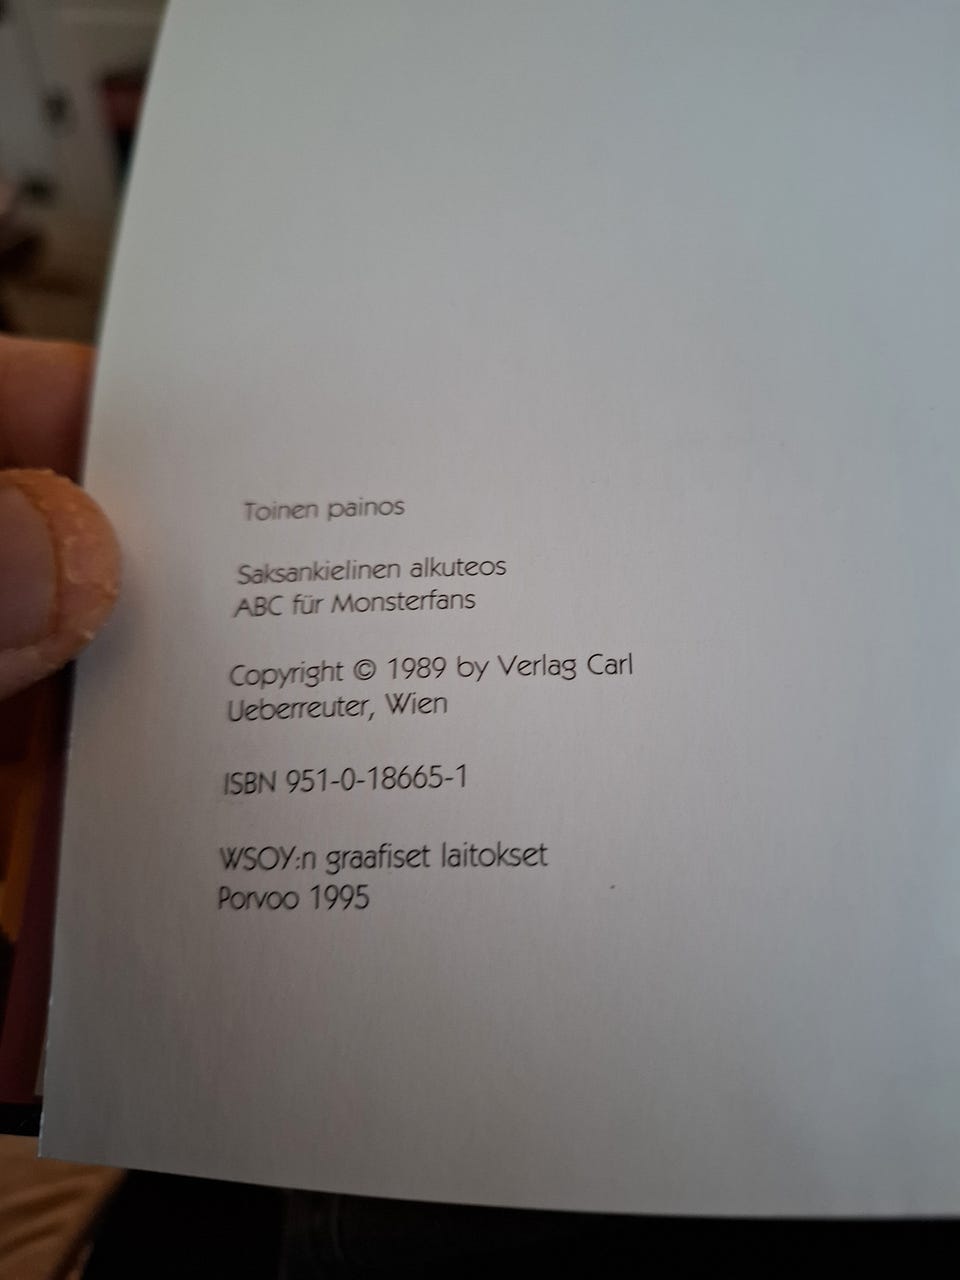 Toinen painos
Saksankielinen alkuteos
ABC für Monsterfans
Copyright © 1989 by Verlag Carl
Ueberreuter, Wien
ISBN 951-0-18665-1
WSOY:n graafiset laitokset
Porvoo 1995